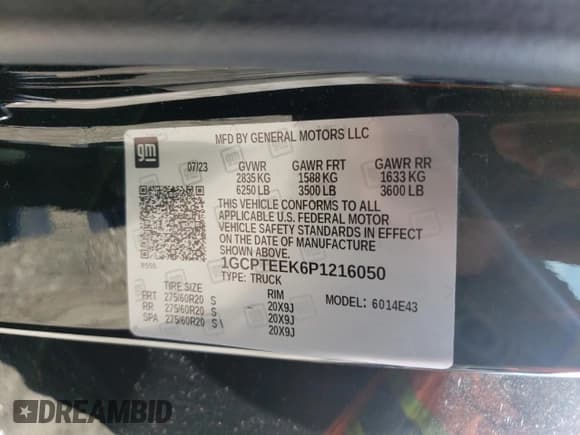 gm
MFD BY GENERAL MOTORS LLC
07/23 GVWR GAWR FRT GAWR RR
2835 KG 1588 KG 1633 KG
6250 LB 3500 LB 3600 LB
THIS VEHICLE CONFORMS TO ALL
APPLICABLE U.S. FEDERAL MOTOR
VEHICLE SAFETY STANDARDS IN EFFECT
ON THE DATE OF MANUFACTURE
SHOWN ABOVE.
1GCPTEEK6P1216050
TYPE: TRUCK
TIRE SIZE RIM MODEL: 6014E43
FRT 275/60R20 S 20X9J
RR 275/60R20 S 20X9J
SPA 275/60R20 S 20X9J
DREAMBID